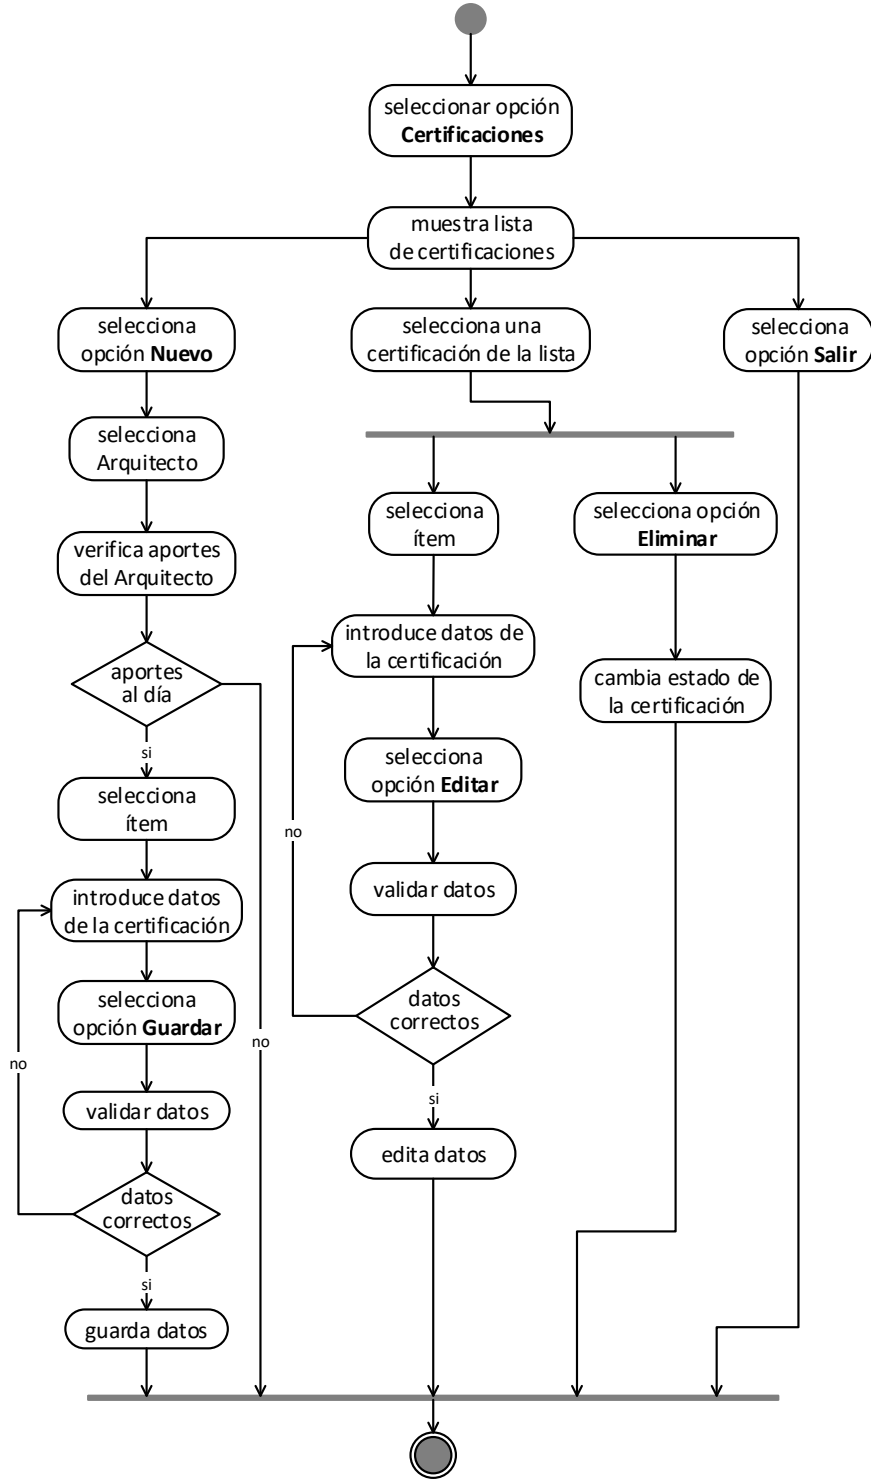 seleccionar opción
Certificaciones
muestra lista
de certificaciones
selecciona
opción Nuevo
selecciona una
certificación de la lista
selecciona
opción Salir
selecciona
Arquitecto
verifica aportes
del Arquitecto
aportes
al día
si
no
selecciona
ítem
introduce datos
de la certificación
selecciona
opción Guardar
validar datos
datos
correctos
no
si
guarda datos
selecciona
ítem
introduce datos de
la certificación
selecciona
opción Editar
validar datos
datos
correctos
no
si
edita datos
selecciona opción
Eliminar
cambia estado de
la certificación